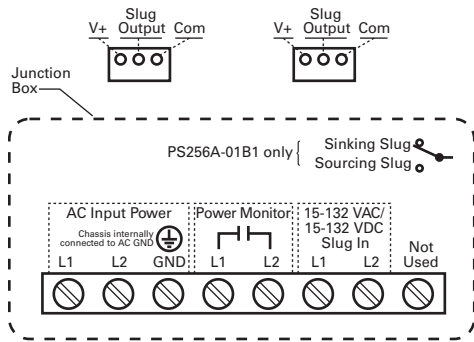 Slug
V+ Output Com
Slug
V+ Output Com
Junction
Box
PS256A-01B1 only
Sinking Slug
Sourcing Slug
AC Input Power
Chassis internally
connected to AC GND
L1 L2 GND
Power Monitor
L1 L2
15-132 VAC/
15-132 VDC
Slug In
L1 L2
Not
Used